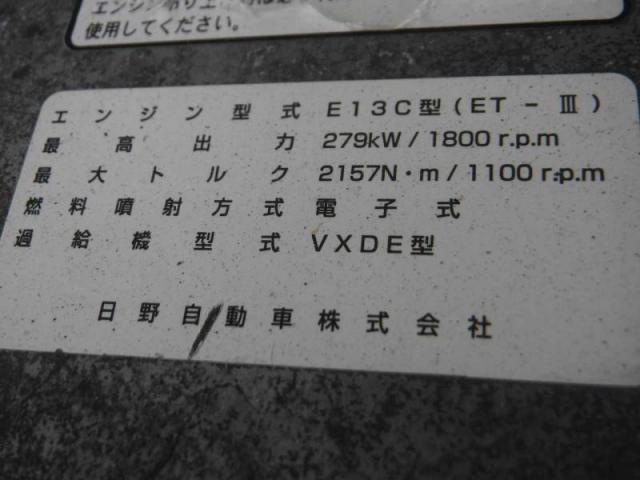 使用してください。
エンジン型式 E13C型(ET-Ⅲ)
最高出力 279kW/1800r.p.m
最大トルク 2157N・m/1100r.p.m
燃料噴射方式 電子式
過給機型式 VXDE型
日野自動車株式会社